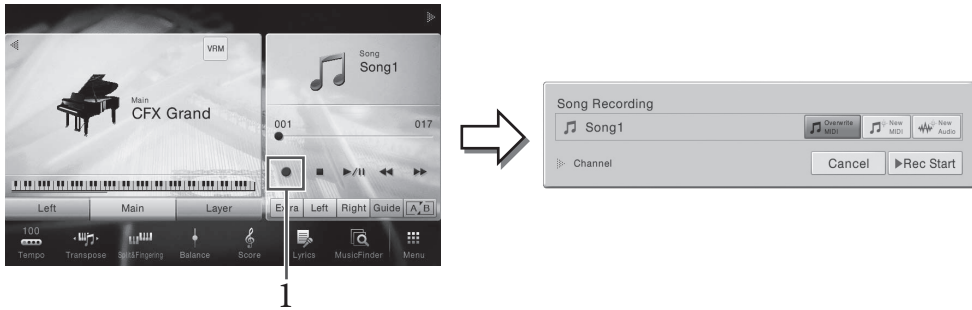 VRM
Main
CFX Grand
Left Main Layer
Song
Song1
001 017
Extra Left Right Guide A B
100
Tempo Transpose Split&Fingering Balance Score Lyrics MusicFinder Menu
1
Song Recording
Song1
Overwrite MIDI
New MIDI
New Audio
Channel
Cancel ▶Rec Start